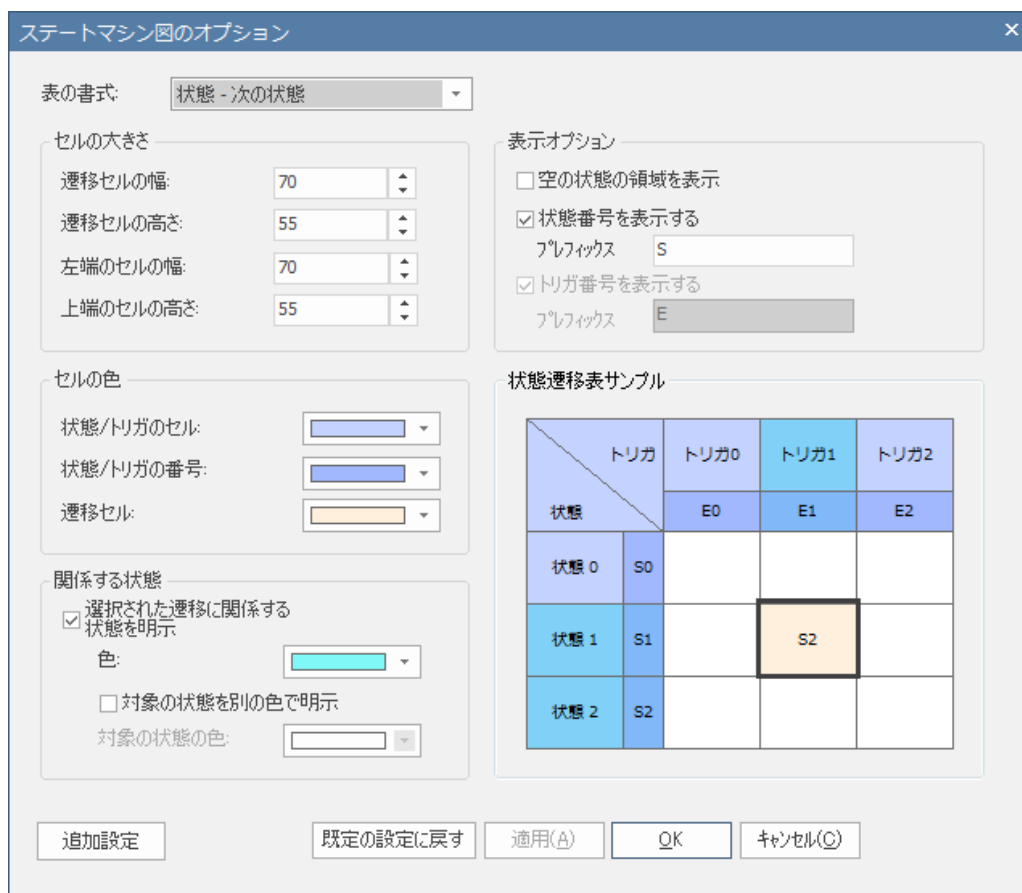 ステートマシン図のオプション
表の書式: 状態 - 次の状態
セルの大きさ
遷移セルの幅: 70
遷移セルの高さ: 55
左端のセルの幅: 70
上端のセルの高さ: 55
表示オプション
空の状態の領域を表示
状態番号を表示する
プレフィックス S
トリガ番号を表示する
プレフィックス E
セルの色
状態/トリガのセル:
状態/トリガの番号:
遷移セル:
関係する状態
選択された遷移に関係する
状態を明示
色:
対象の状態を別の色で明示
対象の状態の色:
状態遷移表サンプル
トリガ トリガ0 トリガ1 トリガ2
状態 E0 E1 E2
状態 0 S0
状態 1 S1 S2
状態 2 S2
追加設定 既定の設定に戻す 適用(A) OK キャンセル(C)